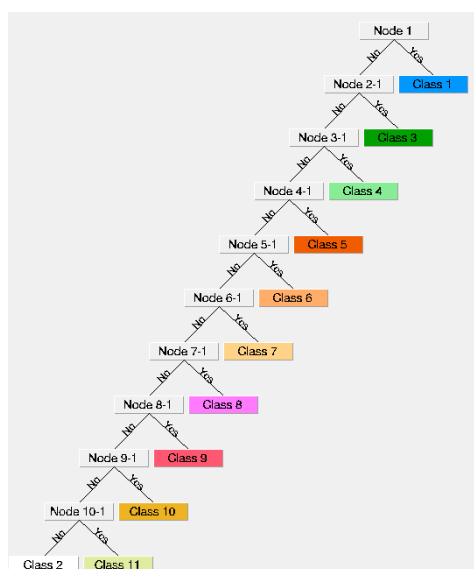 Node 1
No Yes
Node 2-1 Class 1
No Yes
Node 3-1 Class 3
No Yes
Node 4-1 Class 4
No Yes
Node 5-1 Class 5
No Yes
Node 6-1 Class 6
No Yes
Node 7-1 Class 7
No Yes
Node 8-1 Class 8
No Yes
Node 9-1 Class 9
No Yes
Node 10-1 Class 10
No Yes
Class 2 Class 11